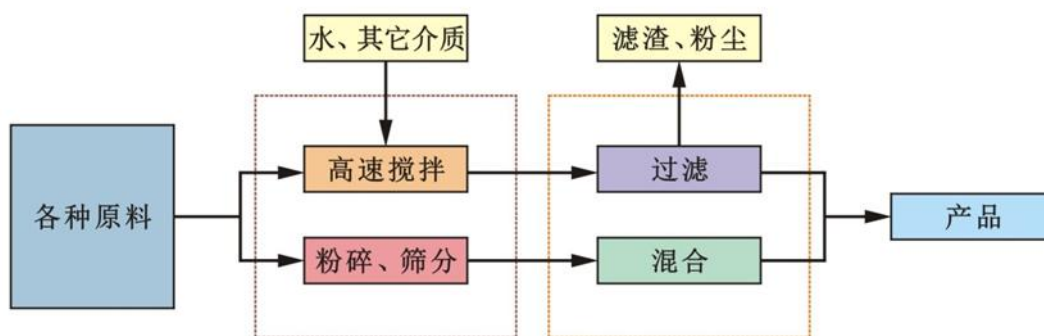 水、其它介质
滤渣、粉尘
各种原料
高速搅拌
过滤
产品
粉碎、筛分
混合